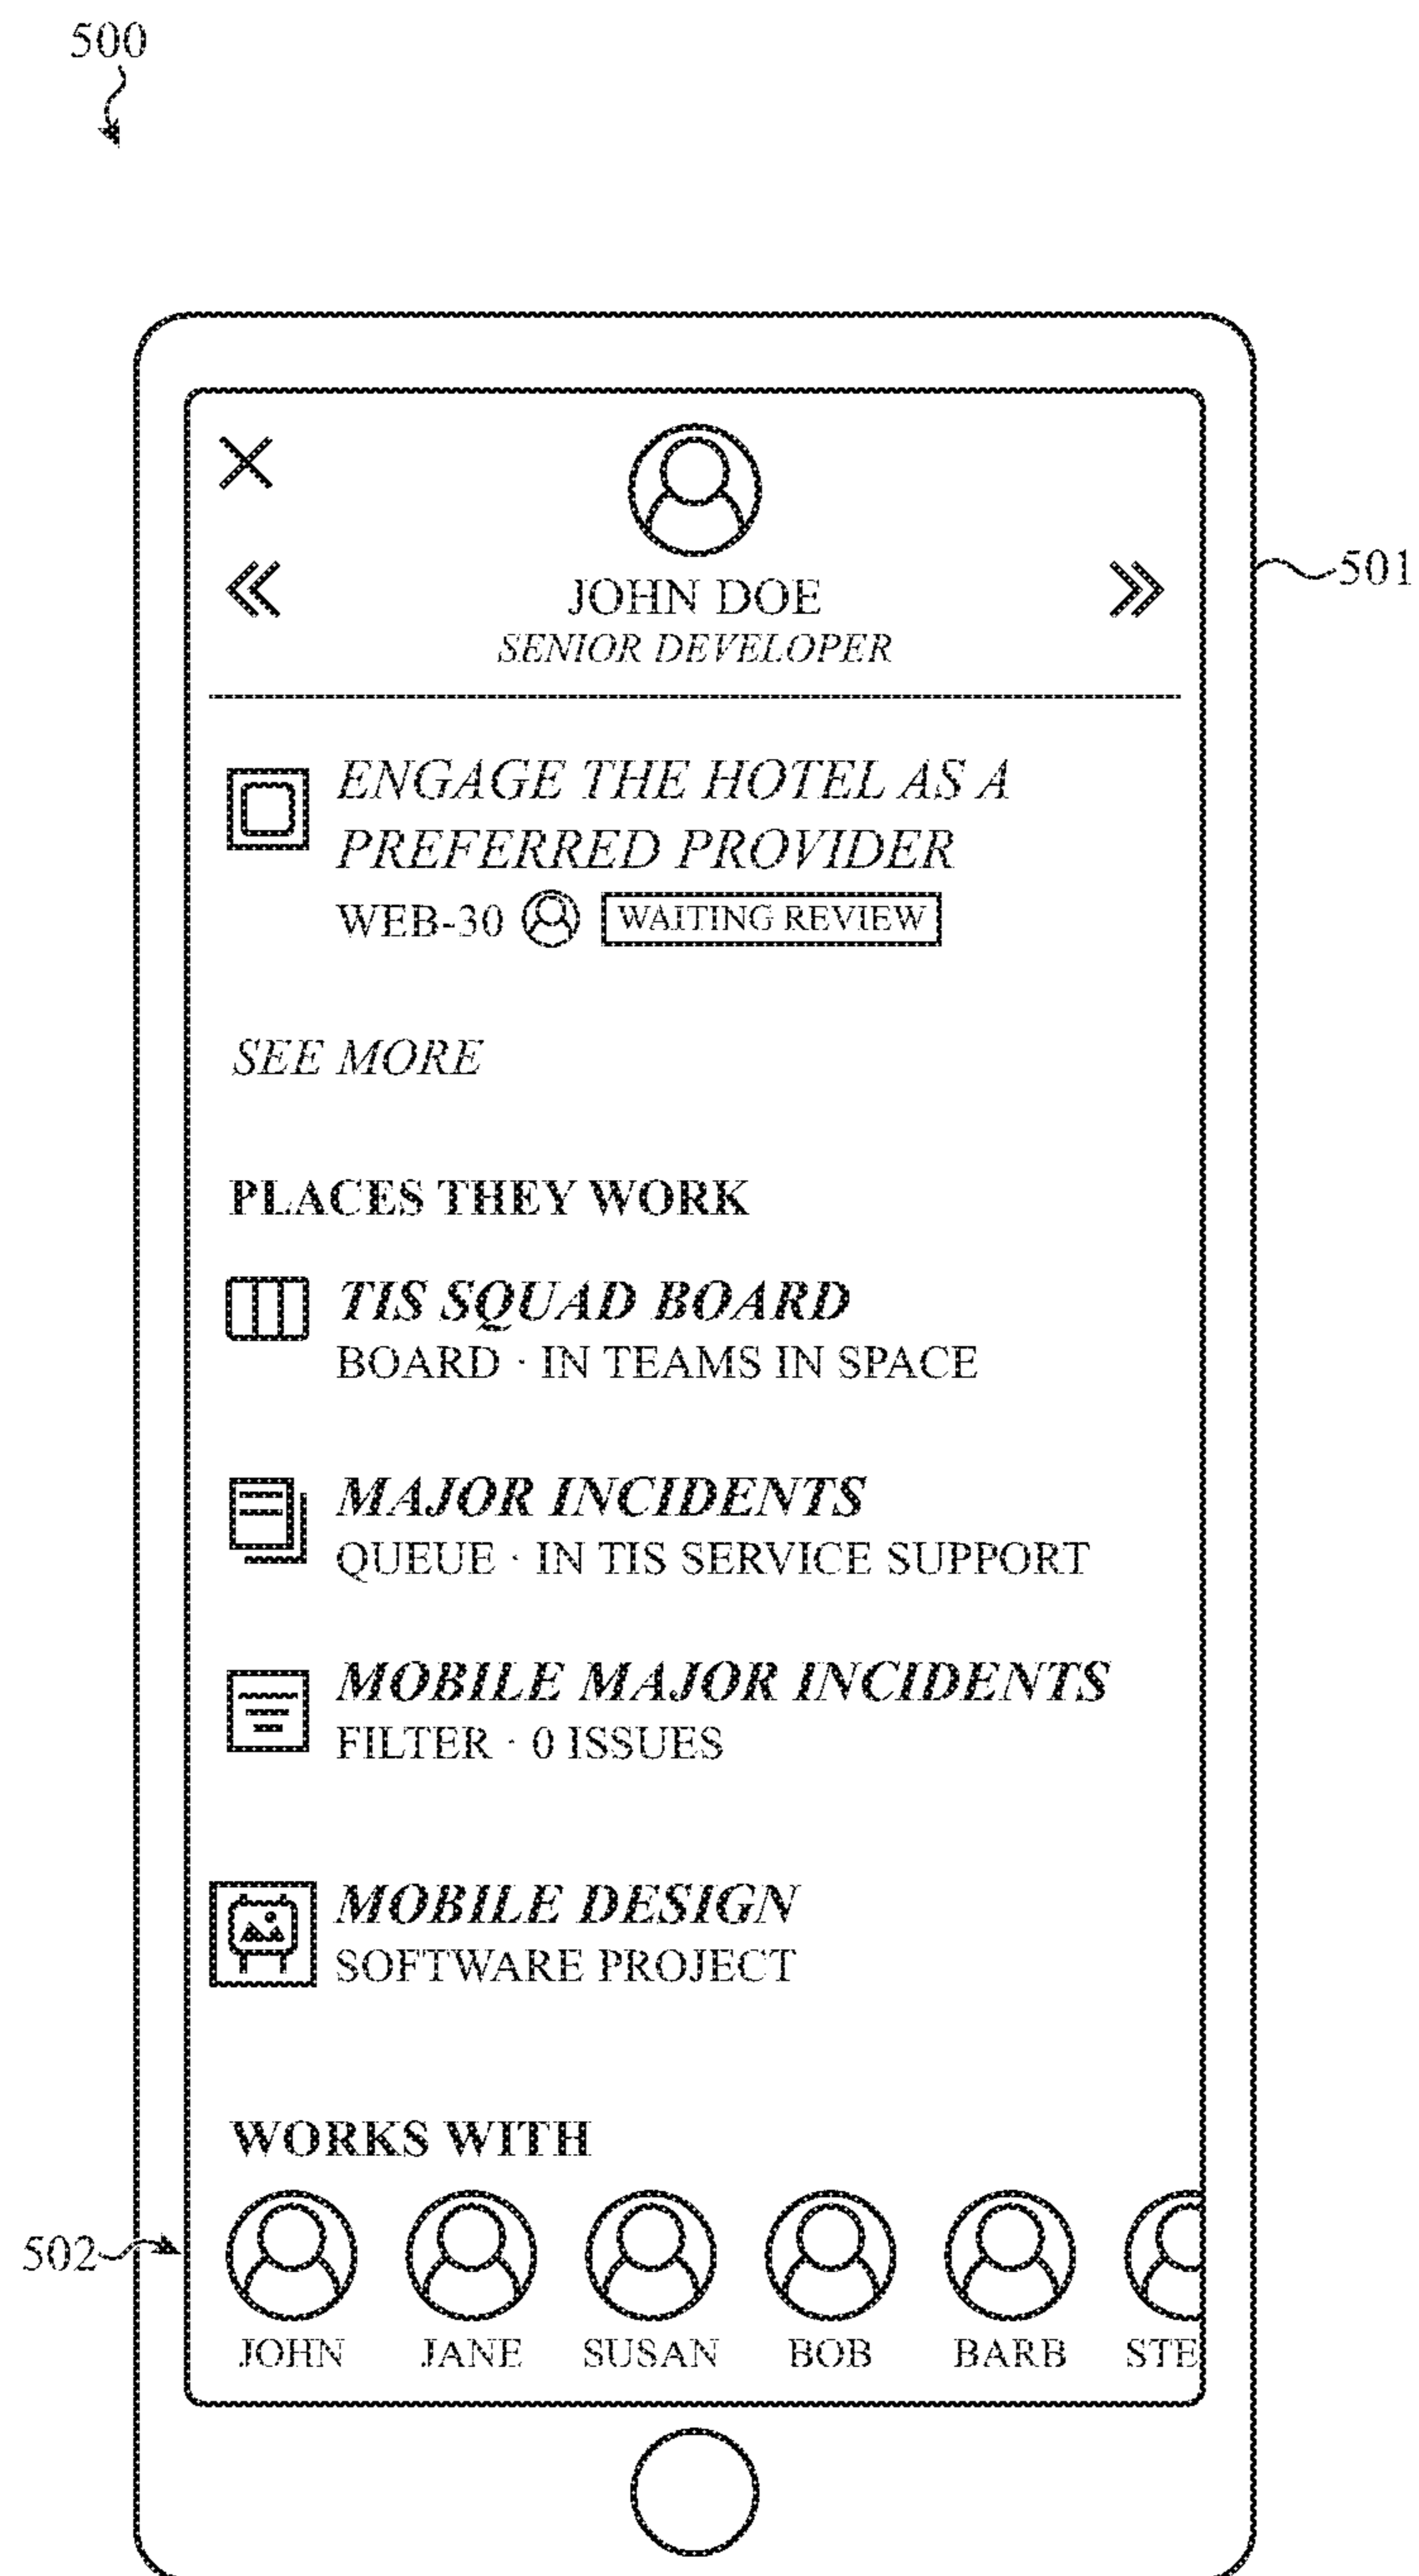 500
501
JOHN DOE
SENIOR DEVELOPER
ENGAGE THE HOTEL AS A
PREFERRED PROVIDER
WEB-30 WAITING REVIEW
SEE MORE
PLACES THEY WORK
TIS SQUAD BOARD
BOARD · IN TEAMS IN SPACE
MAJOR INCIDENTS
QUEUE · IN TIS SERVICE SUPPORT
MOBILE MAJOR INCIDENTS
FILTER · 0 ISSUES
MOBILE DESIGN
SOFTWARE PROJECT
WORKS WITH
502
JOHN JANE SUSAN BOB BARB STE